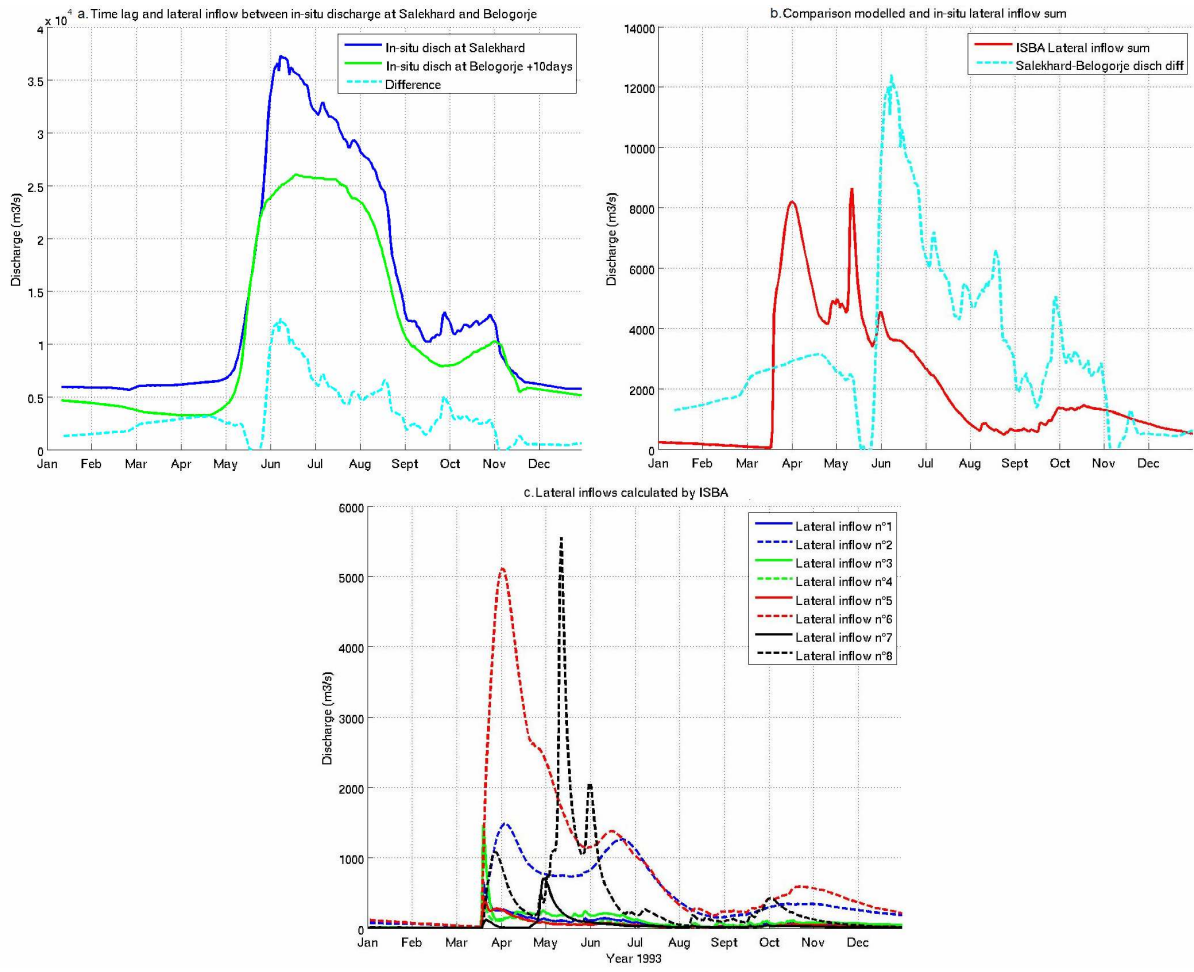 a. Time lag and lateral inflow between in-situ discharge at Salekhard and Belogorje
x 10⁴
In-situ disch at Salekhard
In-situ disch at Belogorje +10days
Difference
Discharge (m3/s)
4
3.5
3
2.5
2
1.5
1
0.5
0
Jan Feb Mar Apr May Jun Jul Aug Sept Oct Nov Dec
b. Comparison modelled and in-situ lateral inflow sum
ISBA Lateral inflow sum
Salekhard-Belogorje disch diff
Discharge (m3/s)
14000
12000
10000
8000
6000
4000
2000
0
Jan Feb Mar Apr May Jun Jul Aug Sept Oct Nov Dec
c. Lateral inflows calculated by ISBA
Lateral inflow n°1
Lateral inflow n°2
Lateral inflow n°3
Lateral inflow n°4
Lateral inflow n°5
Lateral inflow n°6
Lateral inflow n°7
Lateral inflow n°8
Discharge (m3/s)
6000
5000
4000
3000
2000
1000
0
Jan Feb Mar Apr May Jun Jul Aug Sept Oct Nov Dec
Year 1993